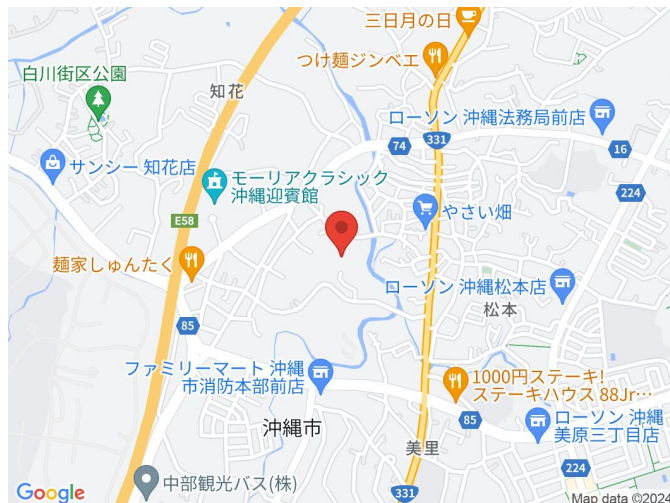 三日月の日
つけ麺ジンベエ
白川街区公園
知花
ローソン 沖縄法務局前店
331
74
16
サンシー 知花店
モーリアクラシック
沖縄迎賓館
224
E58
やさい畑
麺家しゅんたく
ローソン 沖縄松本店
松本
85
ファミリーマート 沖縄
市消防本部前店
1000円ステーキ!
ステーキハウス 88Jr…
85
沖縄市
ローソン 沖縄
美原三丁目店
美里
224
中部観光バス(株)
331
Google
Map data ©2024